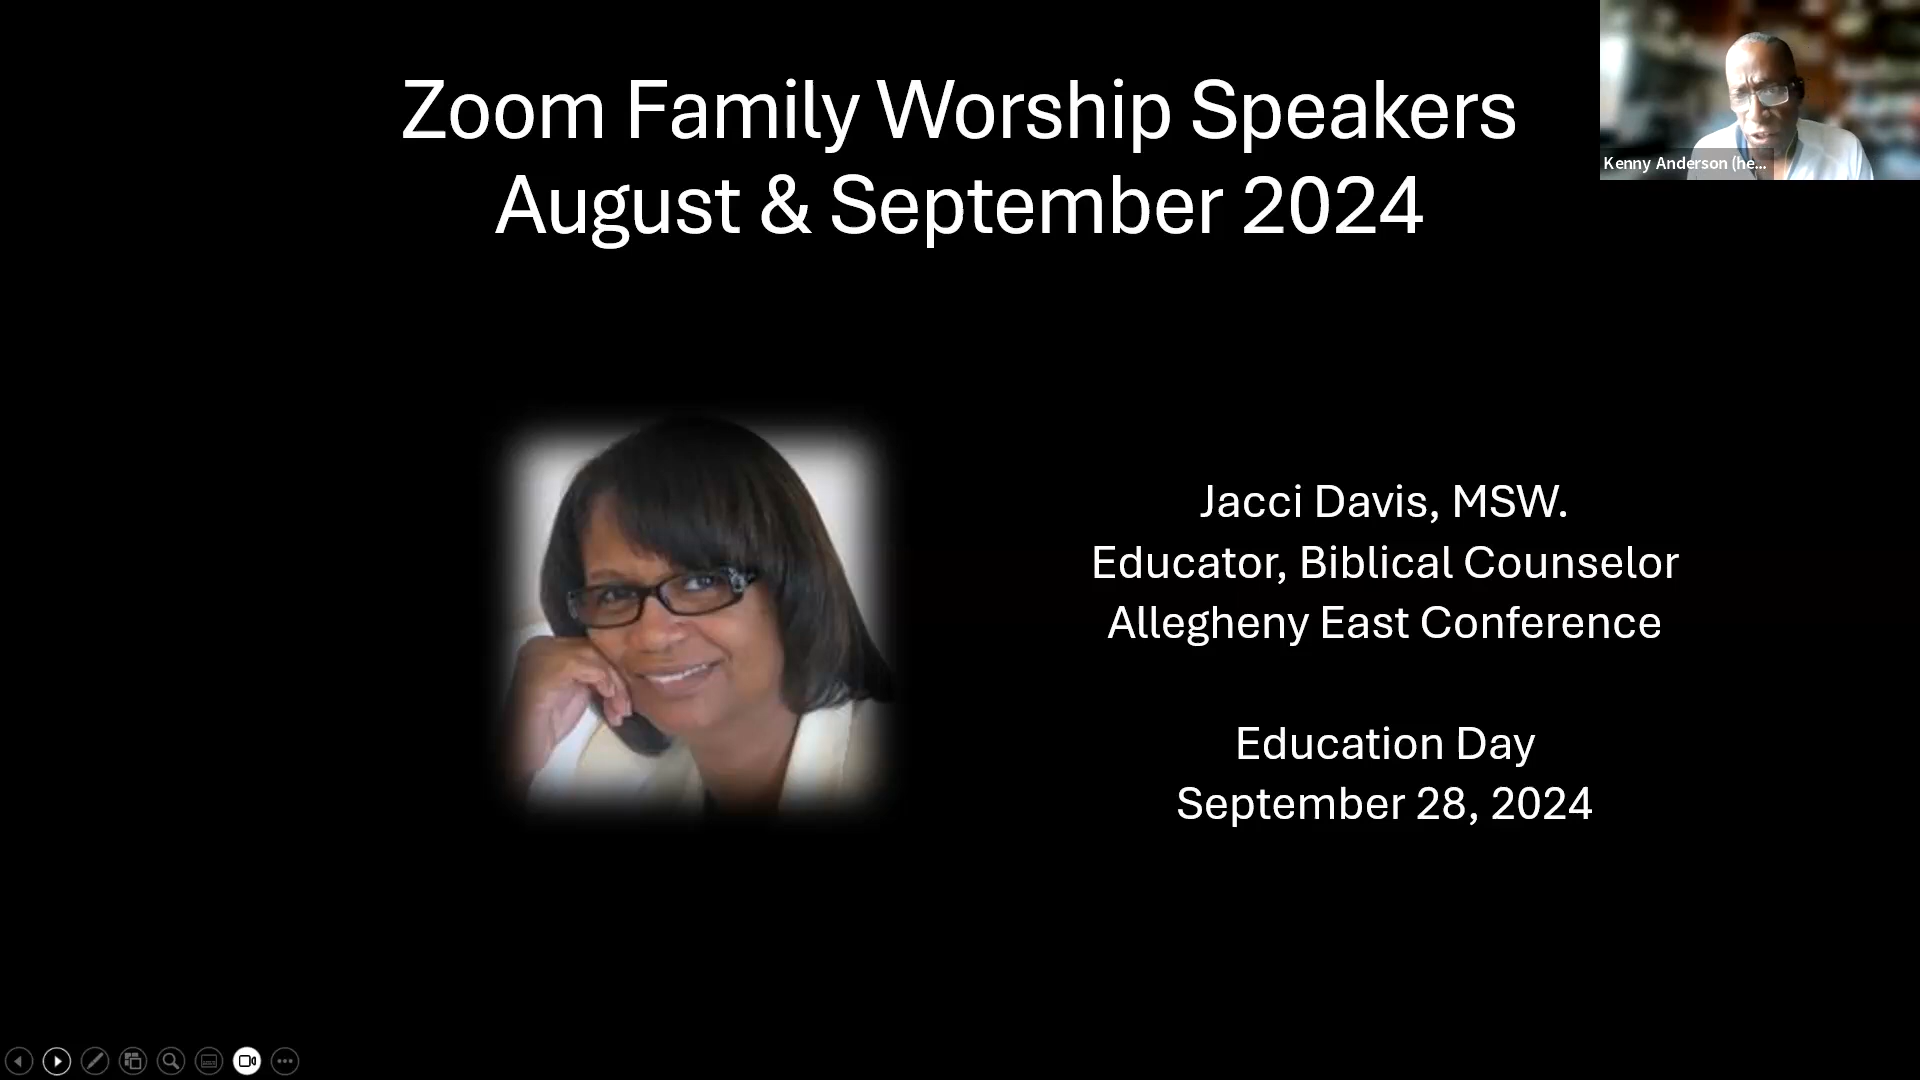 Zoom Family Worship Speakers
August & September 2024
Kenny Anderson (he...
Jacci Davis, MSW.
Educator, Biblical Counselor
Allegheny East Conference
Education Day
September 28, 2024